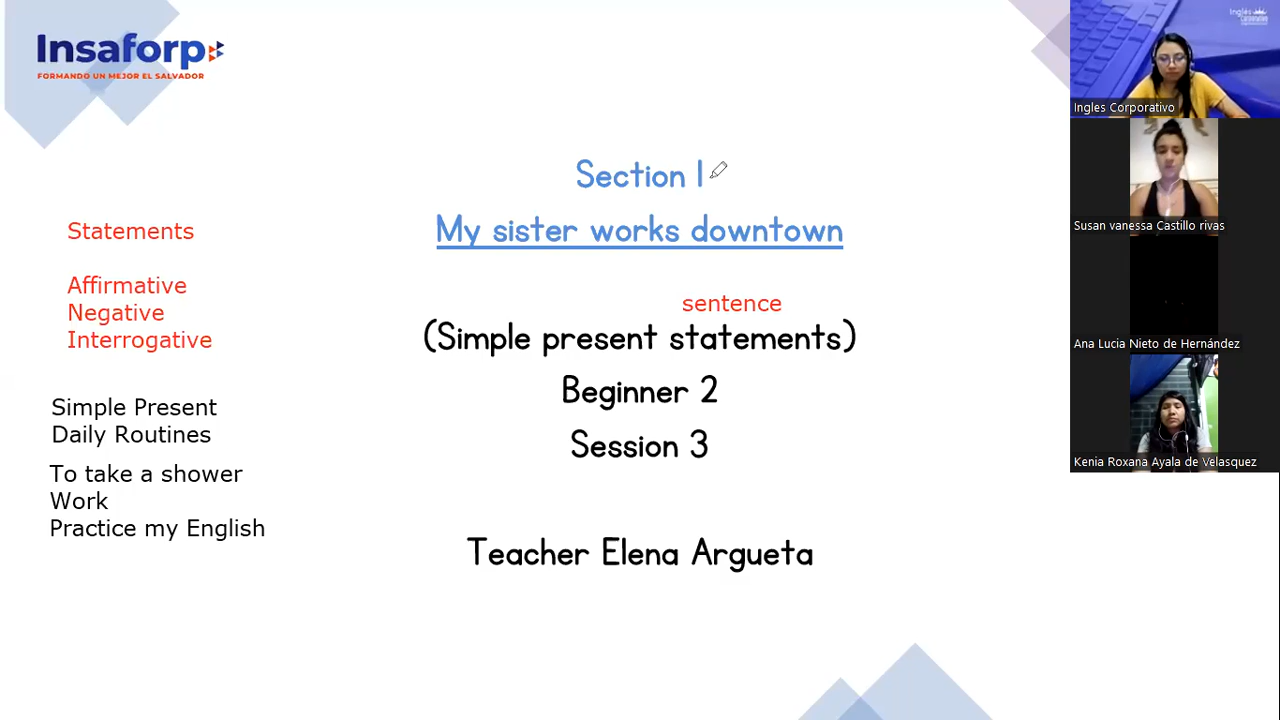 Insaforp
FORMANDO UN MEJOR EL SALVADOR
Section 1
My sister works downtown
sentence
(Simple present statements)
Beginner 2
Session 3
Teacher Elena Argueta
Statements
Affirmative
Negative
Interrogative
Simple Present
Daily Routines
To take a shower
Work
Practice my English
Ingles Corporativo
Susan vanessa Castillo rivas
Ana Lucia Nieto de Hernández
Kenia Roxana Ayala de Velasquez